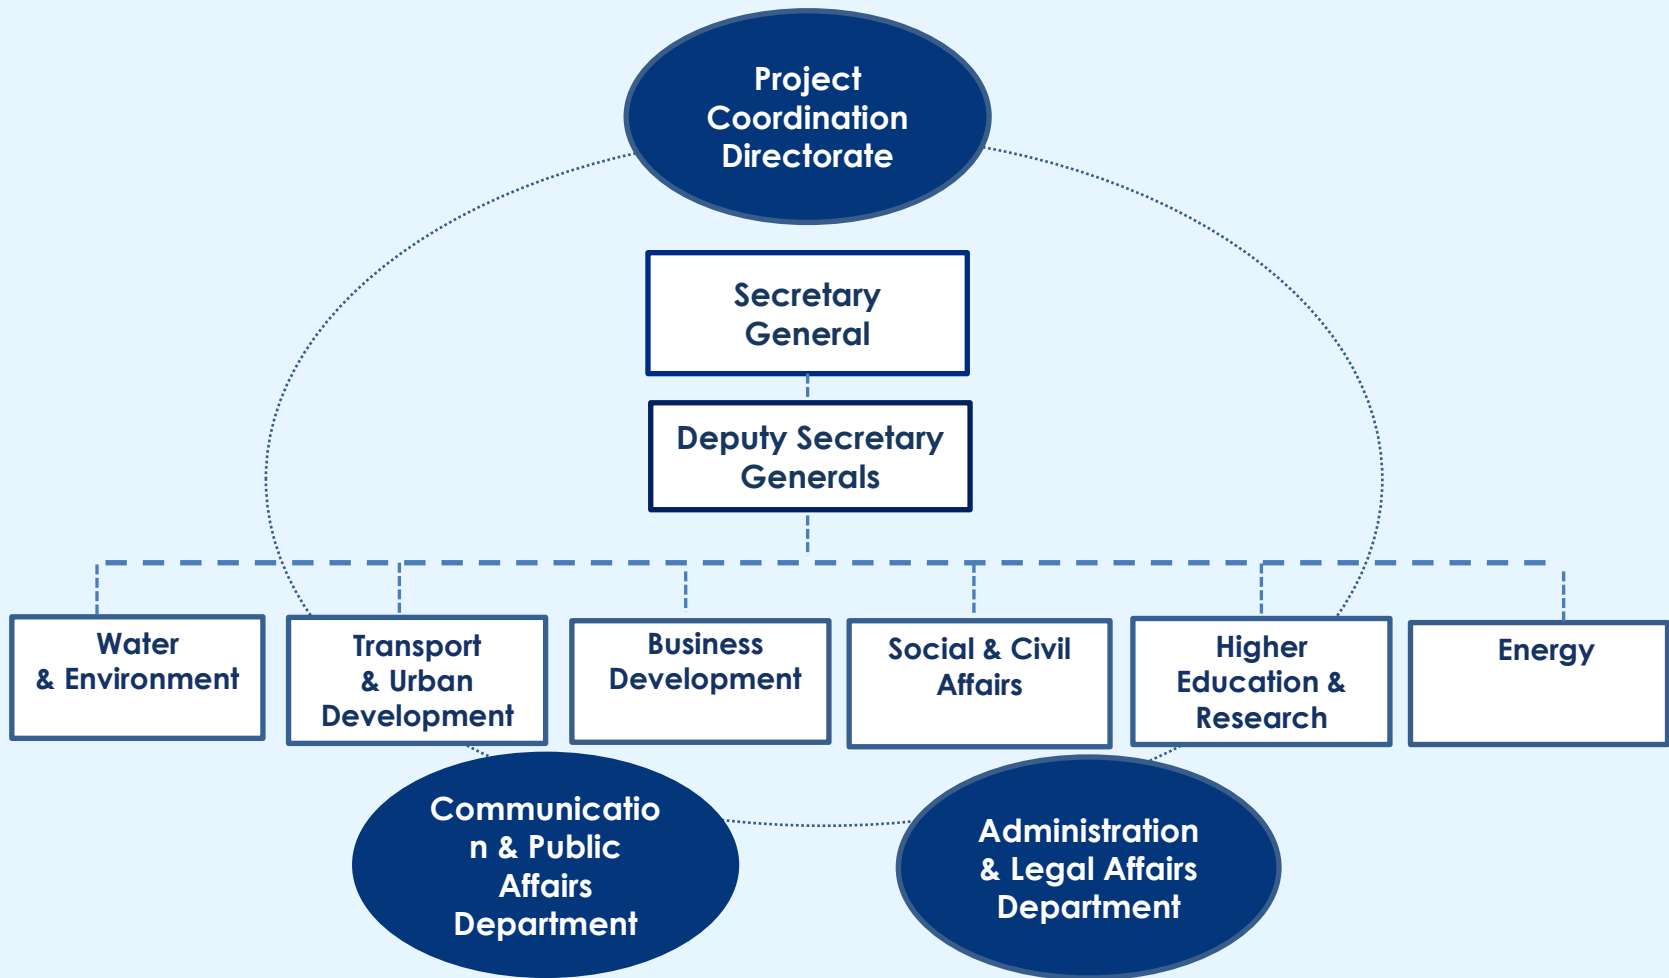 Project
Coordination
Directorate
Secretary
General
Deputy Secretary
Generals
Water
& Environment
Transport
& Urban
Development
Business
Development
Social & Civil
Affairs
Higher
Education &
Research
Energy
Communicatio
n & Public
Affairs
Department
Administration
& Legal Affairs
Department